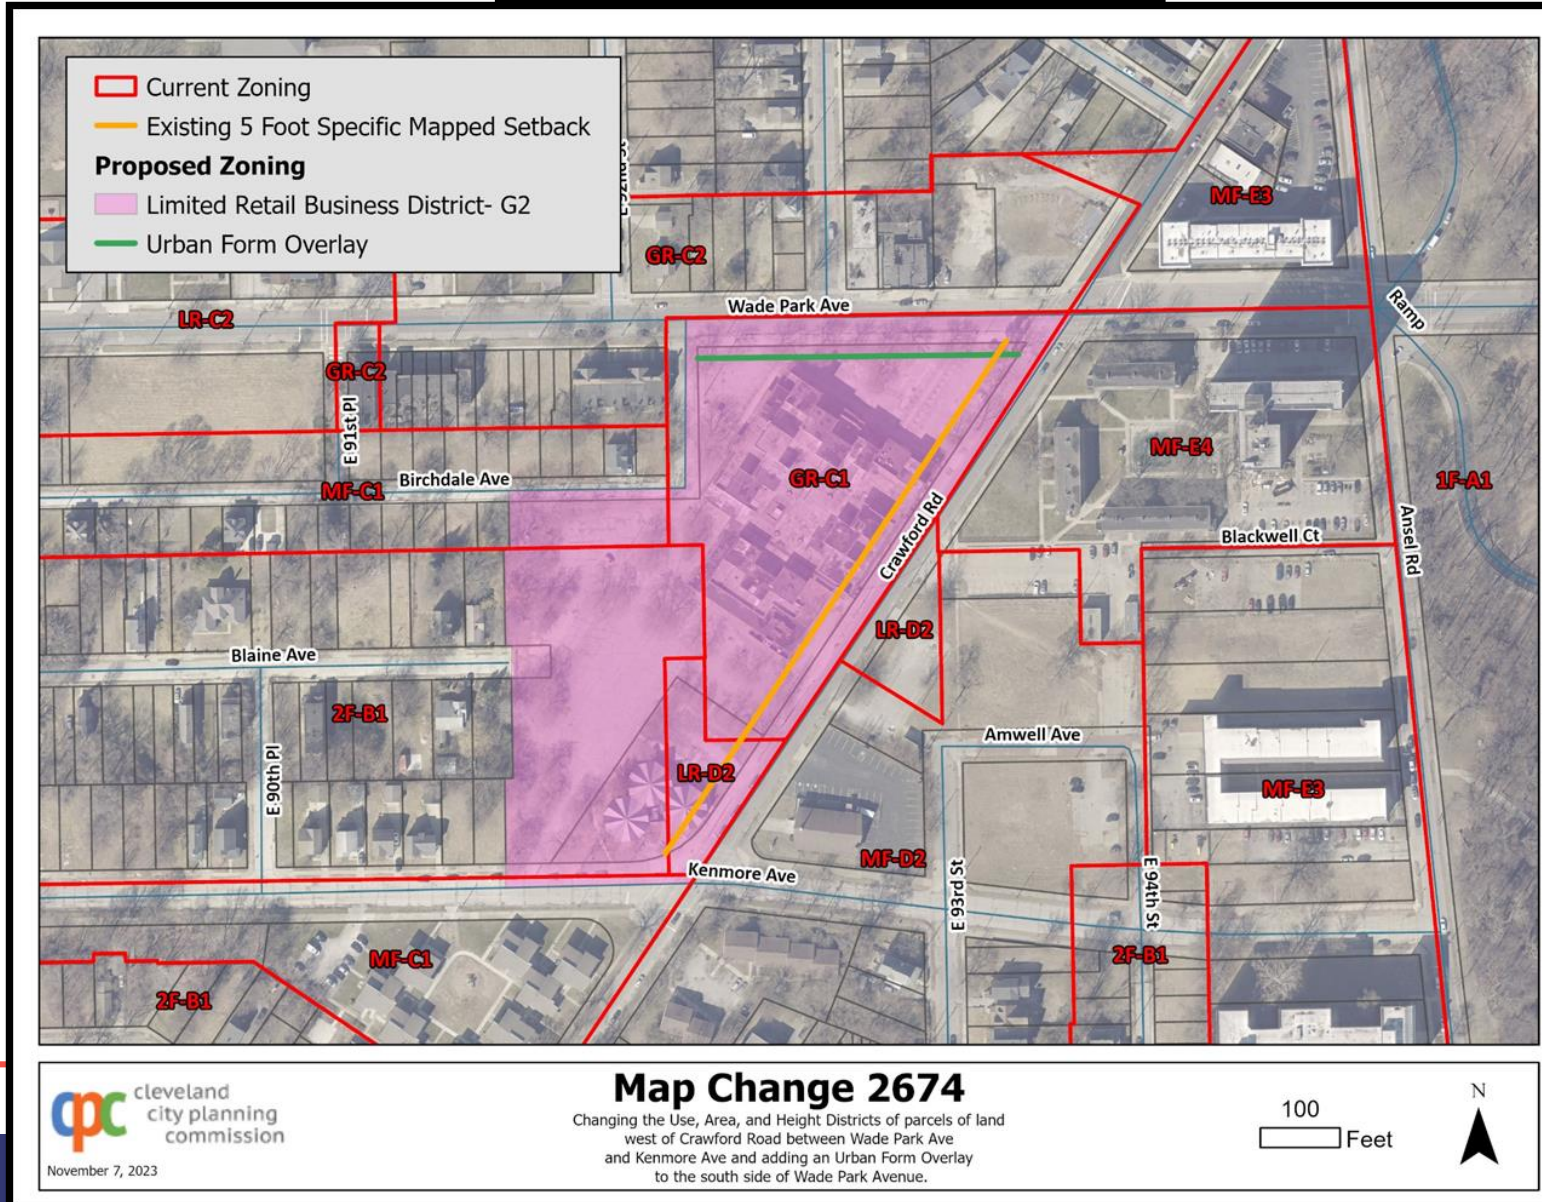 Current Zoning
Existing 5 Foot Specific Mapped Setback
Proposed Zoning
Limited Retail Business District- G2
Urban Form Overlay
MF-E3
GR-C2
Wade Park Ave
Ramp
LR-C2
GR-C2
E 91st Pl
MF-E4
Birchdale Ave
GR-C1
1F-A1
MF-C1
Crawford Rd
Blackwell Ct
Ansel Rd
LR-D2
Blaine Ave
2F-B1
Amwell Ave
E 90th Pl
LR-D2
MF-E3
MF-D2
Kenmore Ave
E 93rd St
E 94th St
MF-C1
2F-B1
2F-B1
cpc cleveland
city planning
commission
November 7, 2023
Map Change 2674
Changing the Use, Area, and Height Districts of parcels of land
west of Crawford Road between Wade Park Ave
and Kenmore Ave and adding an Urban Form Overlay
to the south side of Wade Park Avenue.
100
Feet
N